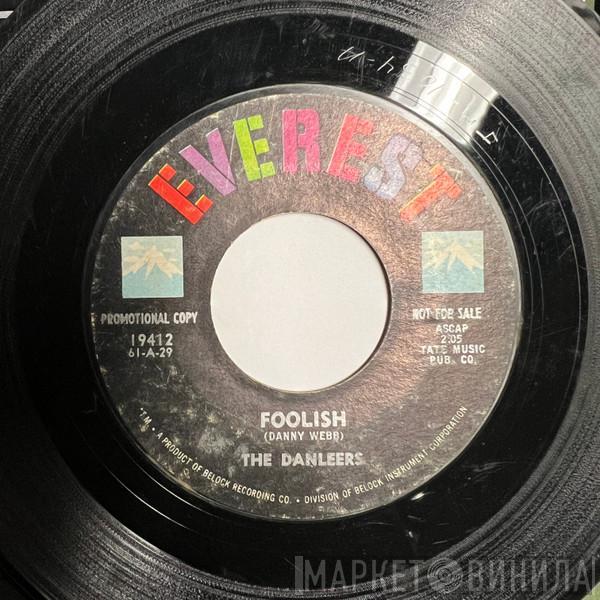 EVEREST
PROMOTIONAL COPY
19412
61-A-29
NOT FOR SALE
ASCAP
2:05
TATE MUSIC
PUB. CO.
FOOLISH
(DANNY WEBB)
THE DANLEERS
"T.M. • A PRODUCT OF BELOCK RECORDING CO. • DIVISION OF BELOCK INSTRUMENT CORPORATION
МАРКЕТ ВИНИЛА